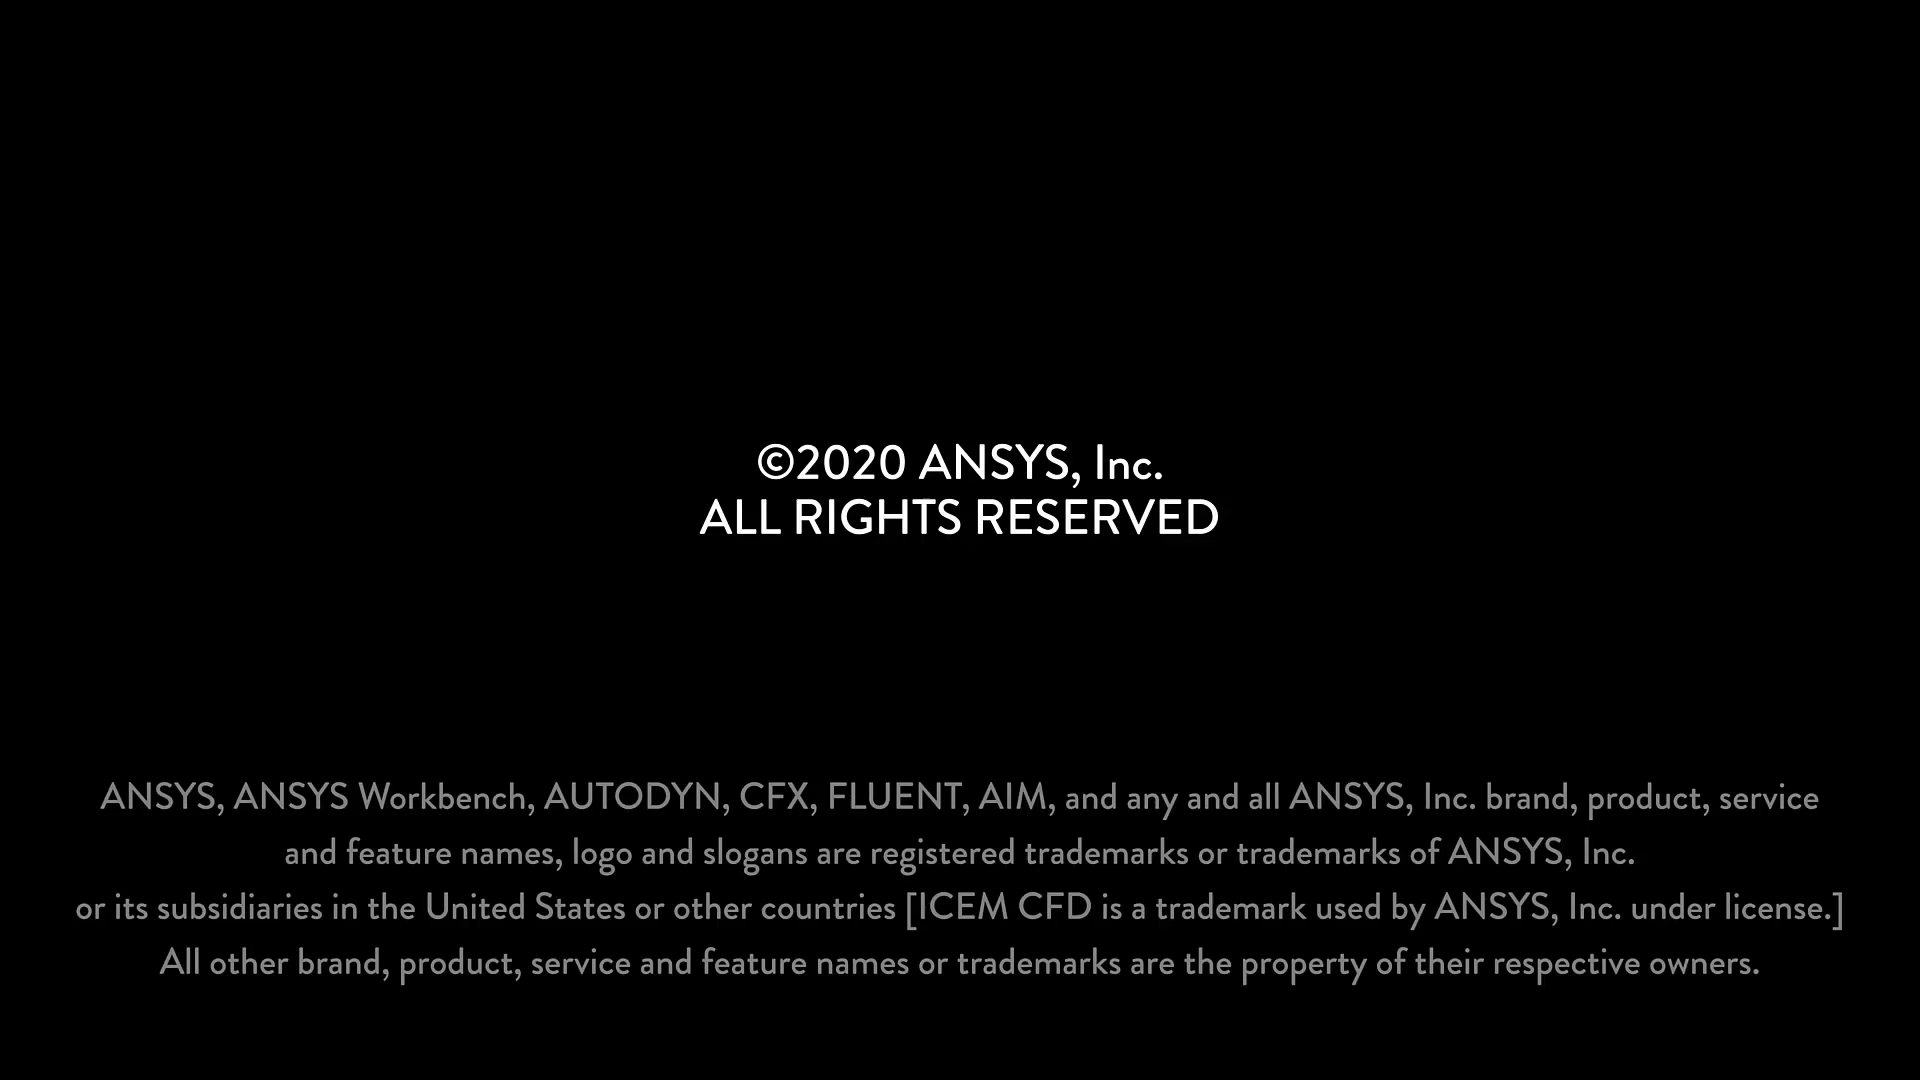 ©2020 ANSYS, Inc.
ALL RIGHTS RESERVED
ANSYS, ANSYS Workbench, AUTODYN, CFX, FLUENT, AIM, and any and all ANSYS, Inc. brand, product, service
and feature names, logo and slogans are registered trademarks or trademarks of ANSYS, Inc.
or its subsidiaries in the United States or other countries [ICEM CFD is a trademark used by ANSYS, Inc. under license.]
All other brand, product, service and feature names or trademarks are the property of their respective owners.